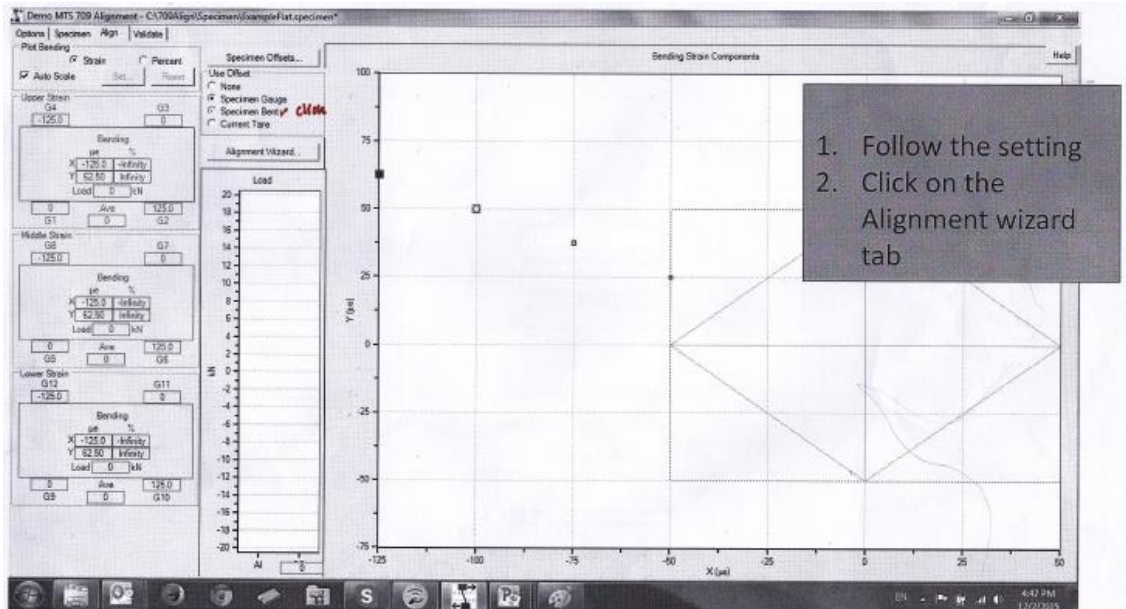 Demo MTS 709 Alignment - C:\709Align\Specimen\ExampleFlat.specimen*
Options | Specimen Align | Validate |
Plot Bending
Strain Percent
Auto Scale Set... Reset
Upper Strain
G4 G3
-125.0 0
Bending
µe %
X -125.0 -Infinity
Y 62.50 Infinity
Load 0 kN
0 Ave 125.0
G1 0 G2
Middle Strain
G8 G7
-125.0 0
Bending
µe %
X -125.0 -Infinity
Y 62.50 Infinity
Load 0 kN
0 Ave 125.0
G5 0 G6
Lower Strain
G12 G11
-125.0 0
Bending
µe %
X -125.0 -Infinity
Y 62.50 Infinity
Load 0 kN
0 Ave 125.0
G9 0 G10
Specimen Offsets...
Use Offset
None
Specimen Gauge
Specimen Bent click
Current Tare
Alignment Wizard...
Load
20
18
16
14
12
10
8
6
4
2
0
-2
-4
-6
-8
-10
-12
-14
-16
-18
-20
kN
Al 0
Bending Strain Components
Help
100
75
50
25
0
-25
-50
-75
Y (µe)
-125 -100 -75 -50 -25 0 25 50
X (µe)
1. Follow the setting
2. Click on the
Alignment wizard
tab
EN 4:47 PM
12/2/2015